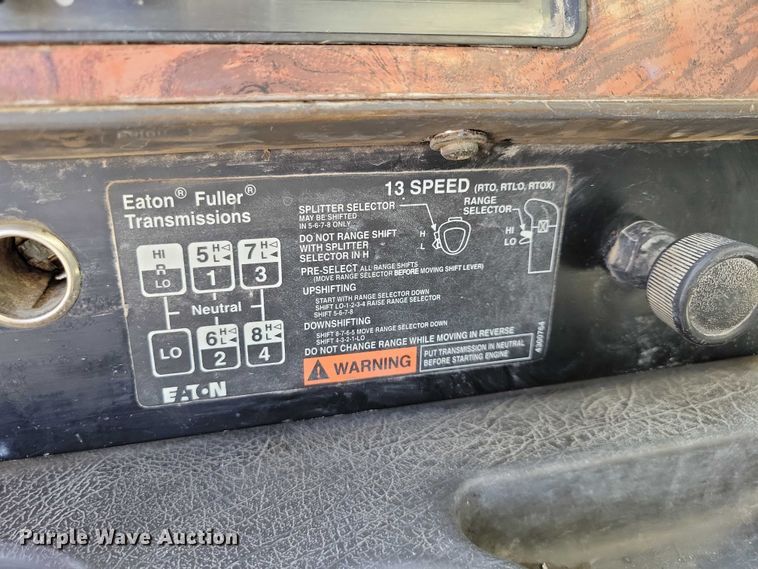 Eaton® Fuller®
Transmissions
13 SPEED (RTO, RTLO, RTOX)
SPLITTER SELECTOR
MAY BE SHIFTED
IN 5-6-7-8 ONLY
RANGE
SELECTOR
H
L
HI
LO
DO NOT RANGE SHIFT
WITH SPLITTER
SELECTOR IN H
PRE-SELECT ALL RANGE SHIFTS
(MOVE RANGE SELECTOR BEFORE MOVING SHIFT LEVER)
UPSHIFTING
START WITH RANGE SELECTOR DOWN
SHIFT LO-1-2-3-4 RAISE RANGE SELECTOR
SHIFT 5-6-7-8
DOWNSHIFTING
SHIFT 8-7-6-5 MOVE RANGE SELECTOR DOWN
SHIFT 4-3-2-1-LO
DO NOT CHANGE RANGE WHILE MOVING IN REVERSE
WARNING
PUT TRANSMISSION IN NEUTRAL
BEFORE STARTING ENGINE
4300764
HI
R
LO
5 H L
1
7 H L
3
Neutral
LO
6 H L
2
8 H L
4
EATON
Purple Wave Auction